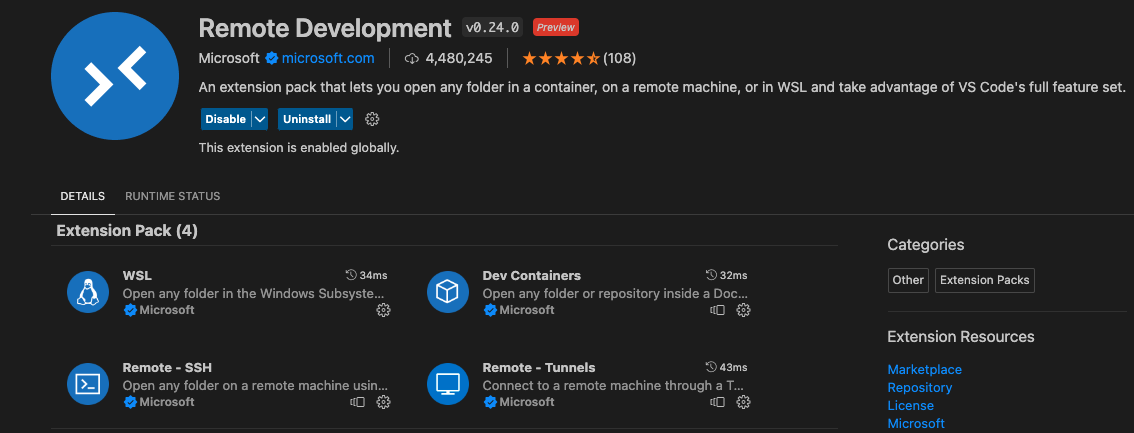 Remote Development v0.24.0 Preview
Microsoft microsoft.com 4,480,245 (108)
An extension pack that lets you open any folder in a container, on a remote machine, or in WSL and take advantage of VS Code's full feature set.
Disable Uninstall
This extension is enabled globally.
DETAILS RUNTIME STATUS
Extension Pack (4)
WSL 34ms
Open any folder in the Windows Subsyste...
Microsoft
Dev Containers 32ms
Open any folder or repository inside a Doc...
Microsoft
Remote - SSH
Open any folder on a remote machine usin...
Microsoft
Remote - Tunnels 43ms
Connect to a remote machine through a T...
Microsoft
Categories
Other Extension Packs
Extension Resources
Marketplace
Repository
License
Microsoft